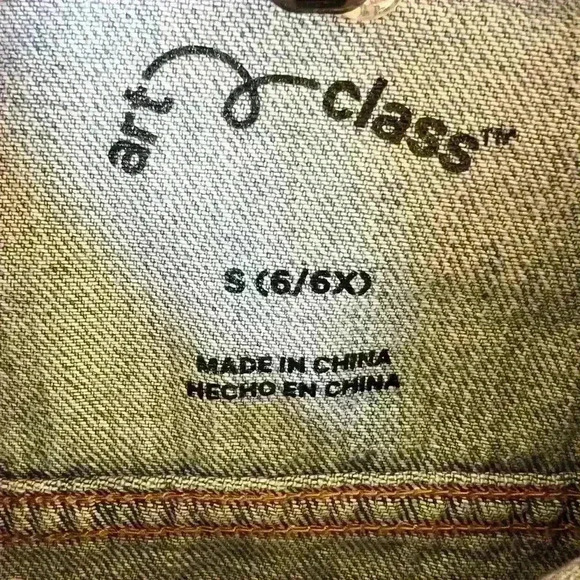 art class™
S (6/6X)
MADE IN CHINA
HECHO EN CHINA